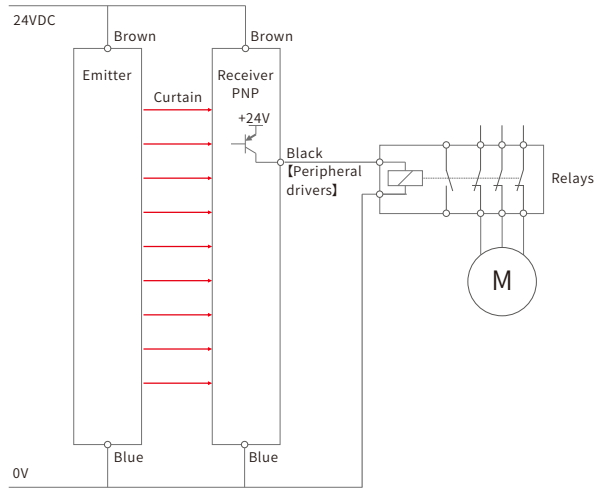 24VDC
Brown
Brown
Emitter
Receiver
PNP
Curtain
+24V
Black
【Peripheral
drivers】
Relays
M
Blue
Blue
0V